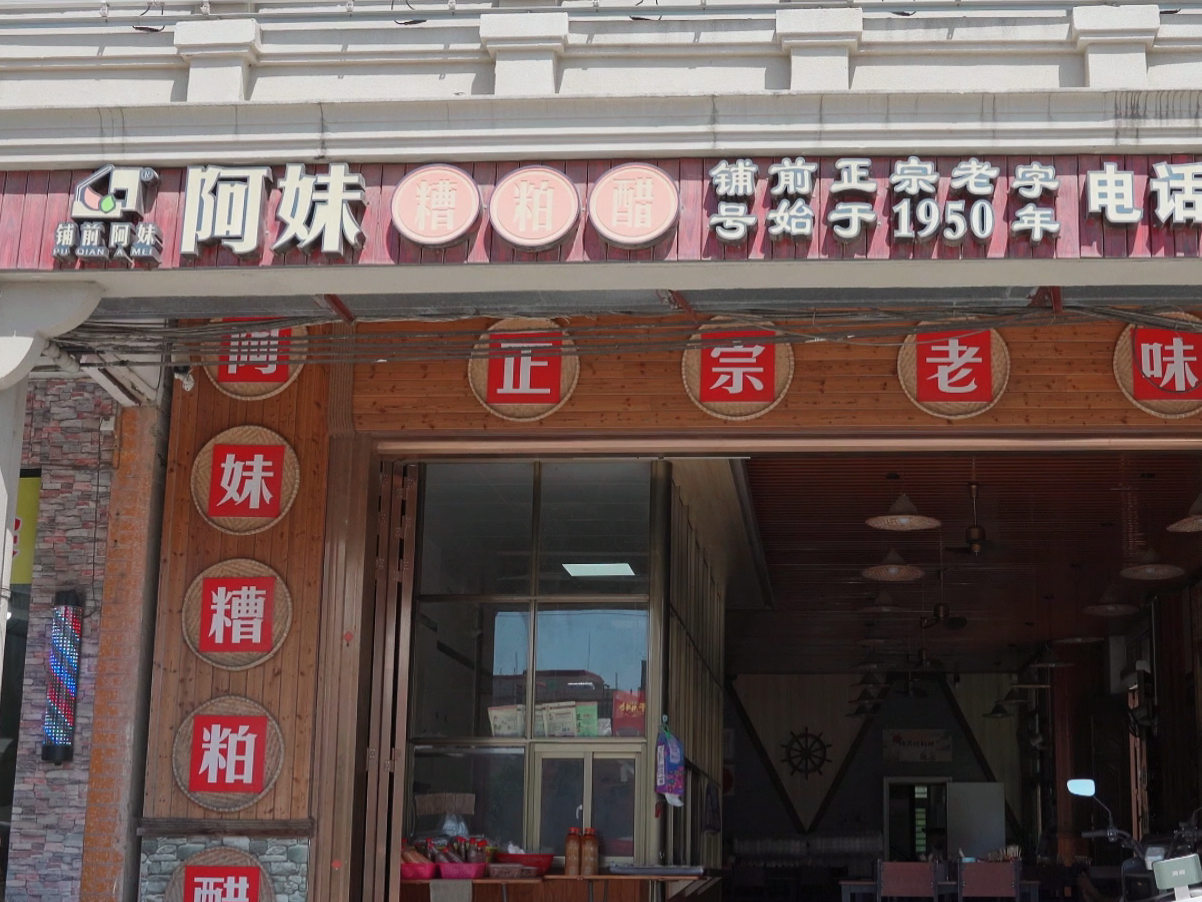 铺前阿妹®
PU QIAN A MEI
阿妹糟粕醋
铺前正宗老字
号始于1950年
电话
正宗老味
阿妹糟粕醋